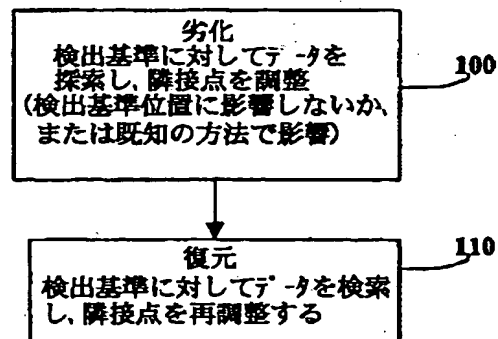 劣化
検出基準に対してデータを
探索し、隣接点を調整
(検出基準位置に影響しないか、
または既知の方法で影響)
100
復元
検出基準に対してデータを検索
し、隣接点を再調整する
110